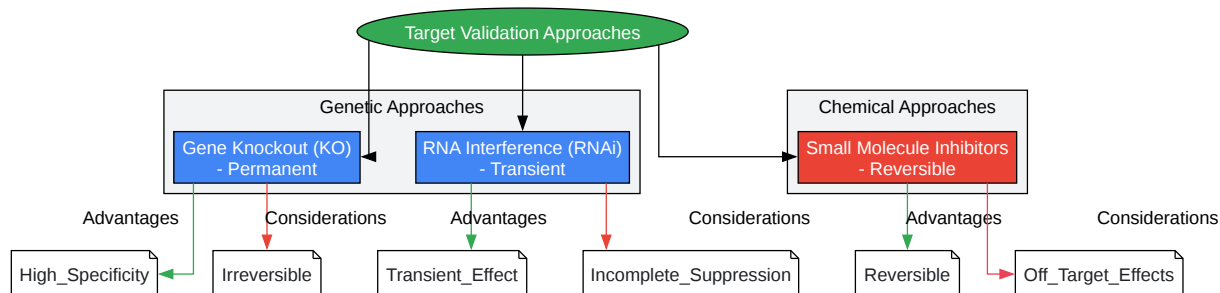 Target Validation Approaches
Genetic Approaches
Chemical Approaches
Gene Knockout (KO)
- Permanent
RNA Interference (RNAi)
- Transient
Small Molecule Inhibitors
- Reversible
Advantages
Considerations
Advantages
Considerations
Advantages
Considerations
High_Specificity
Irreversible
Transient_Effect
Incomplete_Suppression
Reversible
Off_Target_Effects